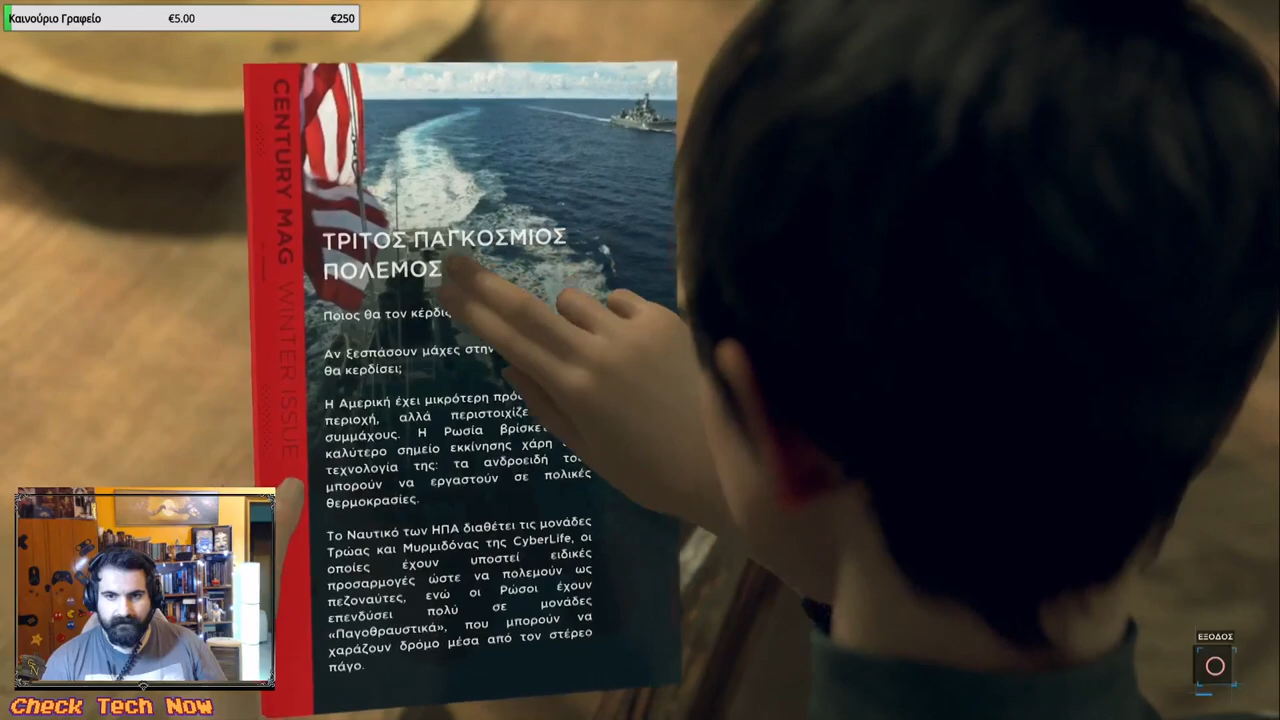 Καινούριο Γραφείο €5.00 €250
CENTURY MAG WINTER ISSUE
ΤΡΙΤΟΣ ΠΑΓΚΟΣΜΙΟΣ
ΠΟΛΕΜΟΣ
Ποιος θα τον
Αν ξεσπάσουν μάχες στην
θα κερδίσει;
Η Αμερική έχει μικρότερη
περιοχή, αλλά
συμμάχους. Η Ρωσία
καλύτερο σημείο εκκίνησης χάρη
τεχνολογία της: τα ανδροειδή
μπορούν να εργαστούν σε πολικές
θερμοκρασίες.
Το Ναυτικό των ΗΠΑ διαθέτει τις μονάδες
Τρώας και Μυρμιδόνας της CyberLife, οι
οποίες έχουν υποστεί ειδικές
προσαρμογές ώστε να πολεμούν ως
πεζοναύτες, ενώ οι Ρώσοι έχουν
επενδύσει πολύ σε μονάδες
«Παγοθραυστικά», που μπορούν να
χαράζουν δρόμο μέσα από τον στέρεο
πάγο.
ΕΞΟΔΟΣ
Check Tech Now